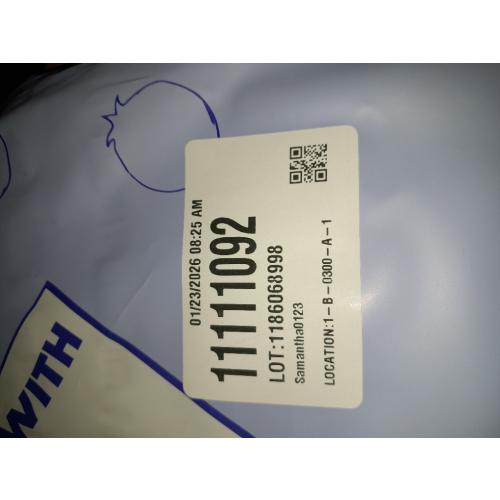 01/23/2026 08:25 AM
11111092
LOT:1186068998
Samantha0123
LOCATION:1-B-0300-A-1
WITH